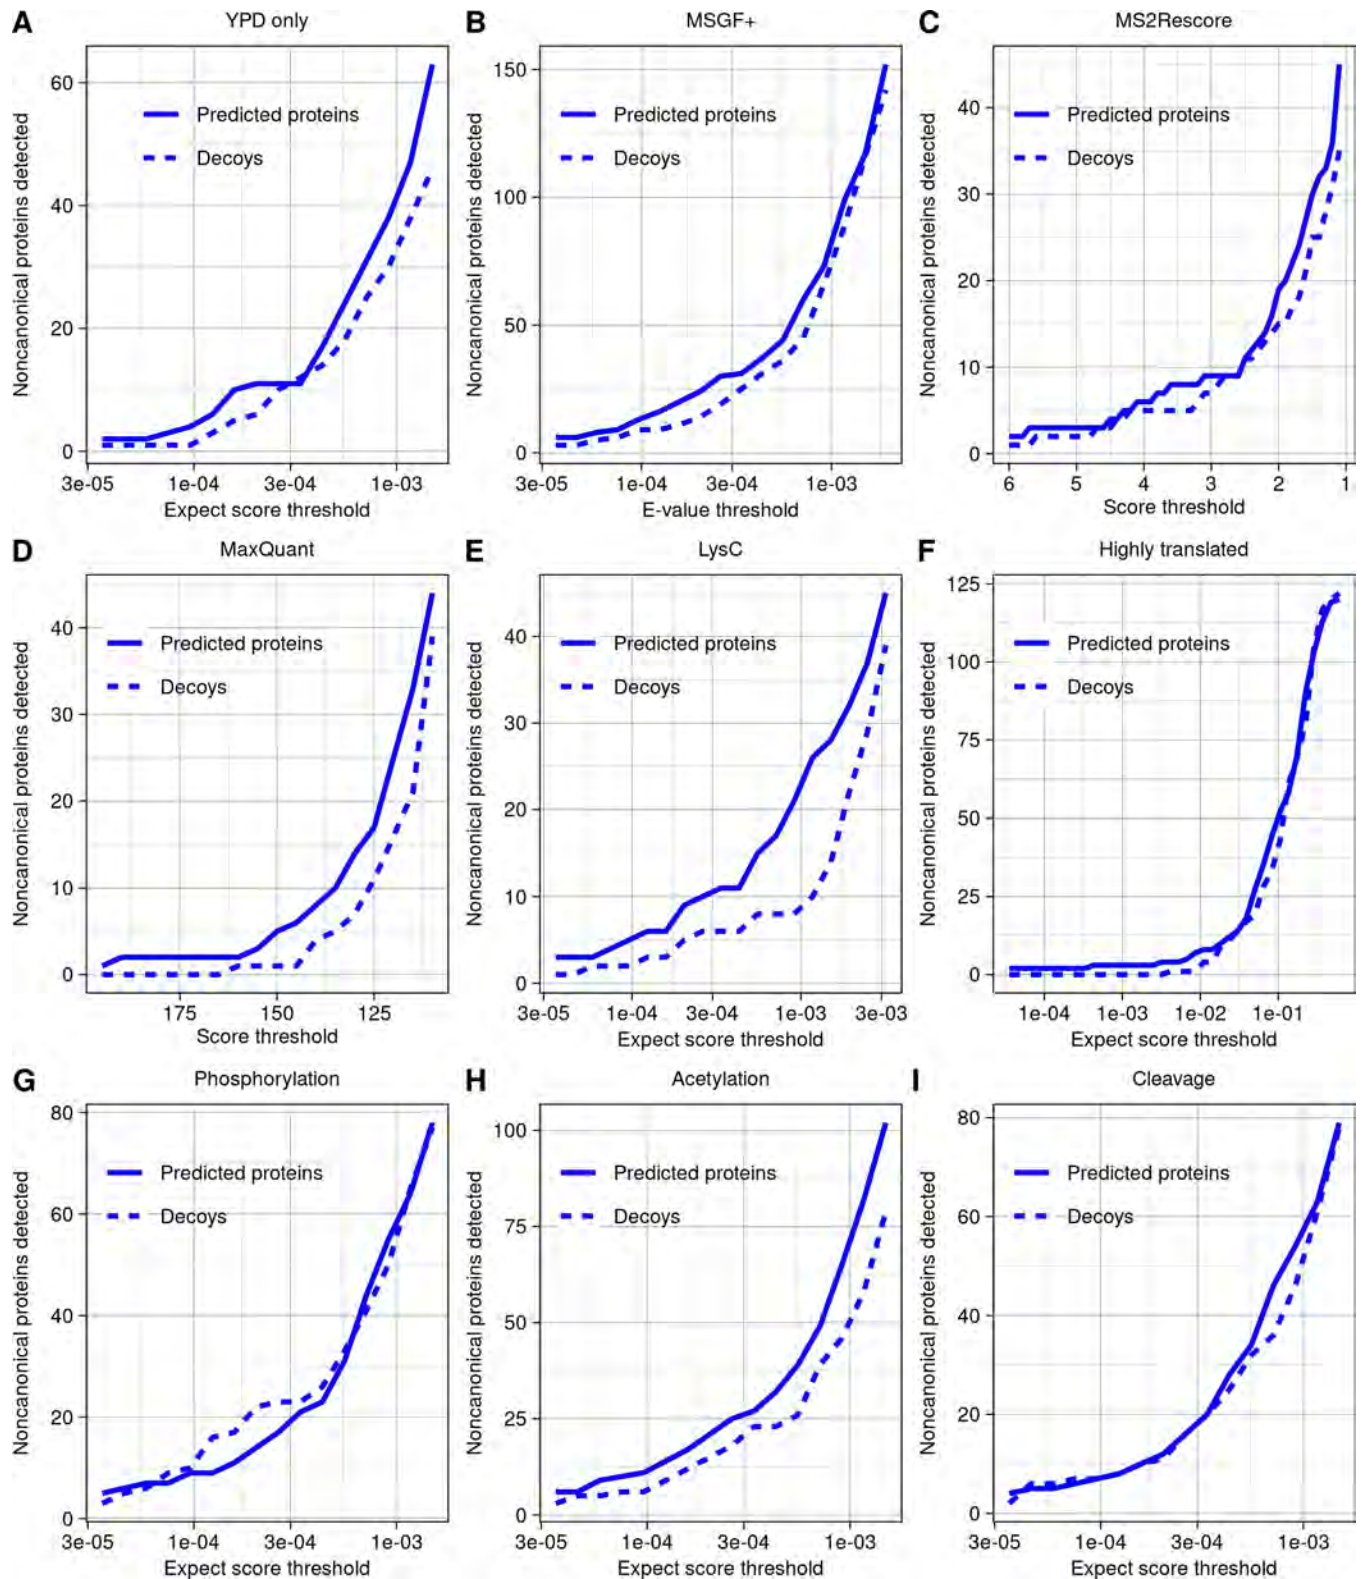 A
YPD only
Noncanonical proteins detected
60
40
20
0
Predicted proteins
Decoys
3e-05
1e-04
3e-04
1e-03
Expect score threshold
B
MSGF+
Noncanonical proteins detected
150
100
50
0
Predicted proteins
Decoys
3e-05
1e-04
3e-04
1e-03
E-value threshold
C
MS2Rescore
Noncanonical proteins detected
40
30
20
10
0
Predicted proteins
Decoys
6
5
4
3
2
1
Score threshold
D
MaxQuant
Noncanonical proteins detected
40
30
20
10
0
Predicted proteins
Decoys
175
150
125
Score threshold
E
LysC
Noncanonical proteins detected
40
30
20
10
0
Predicted proteins
Decoys
3e-05
1e-04
3e-04
1e-03
3e-03
Expect score threshold
F
Highly translated
Noncanonical proteins detected
125
100
75
50
25
0
Predicted proteins
Decoys
1e-04
1e-03
1e-02
1e-01
Expect score threshold
G
Phosphorylation
Noncanonical proteins detected
80
60
40
20
0
Predicted proteins
Decoys
3e-05
1e-04
3e-04
1e-03
Expect score threshold
H
Acetylation
Noncanonical proteins detected
100
75
50
25
0
Predicted proteins
Decoys
3e-05
1e-04
3e-04
1e-03
Expect score threshold
I
Cleavage
Noncanonical proteins detected
80
60
40
20
0
Predicted proteins
Decoys
3e-05
1e-04
3e-04
1e-03
Expect score threshold